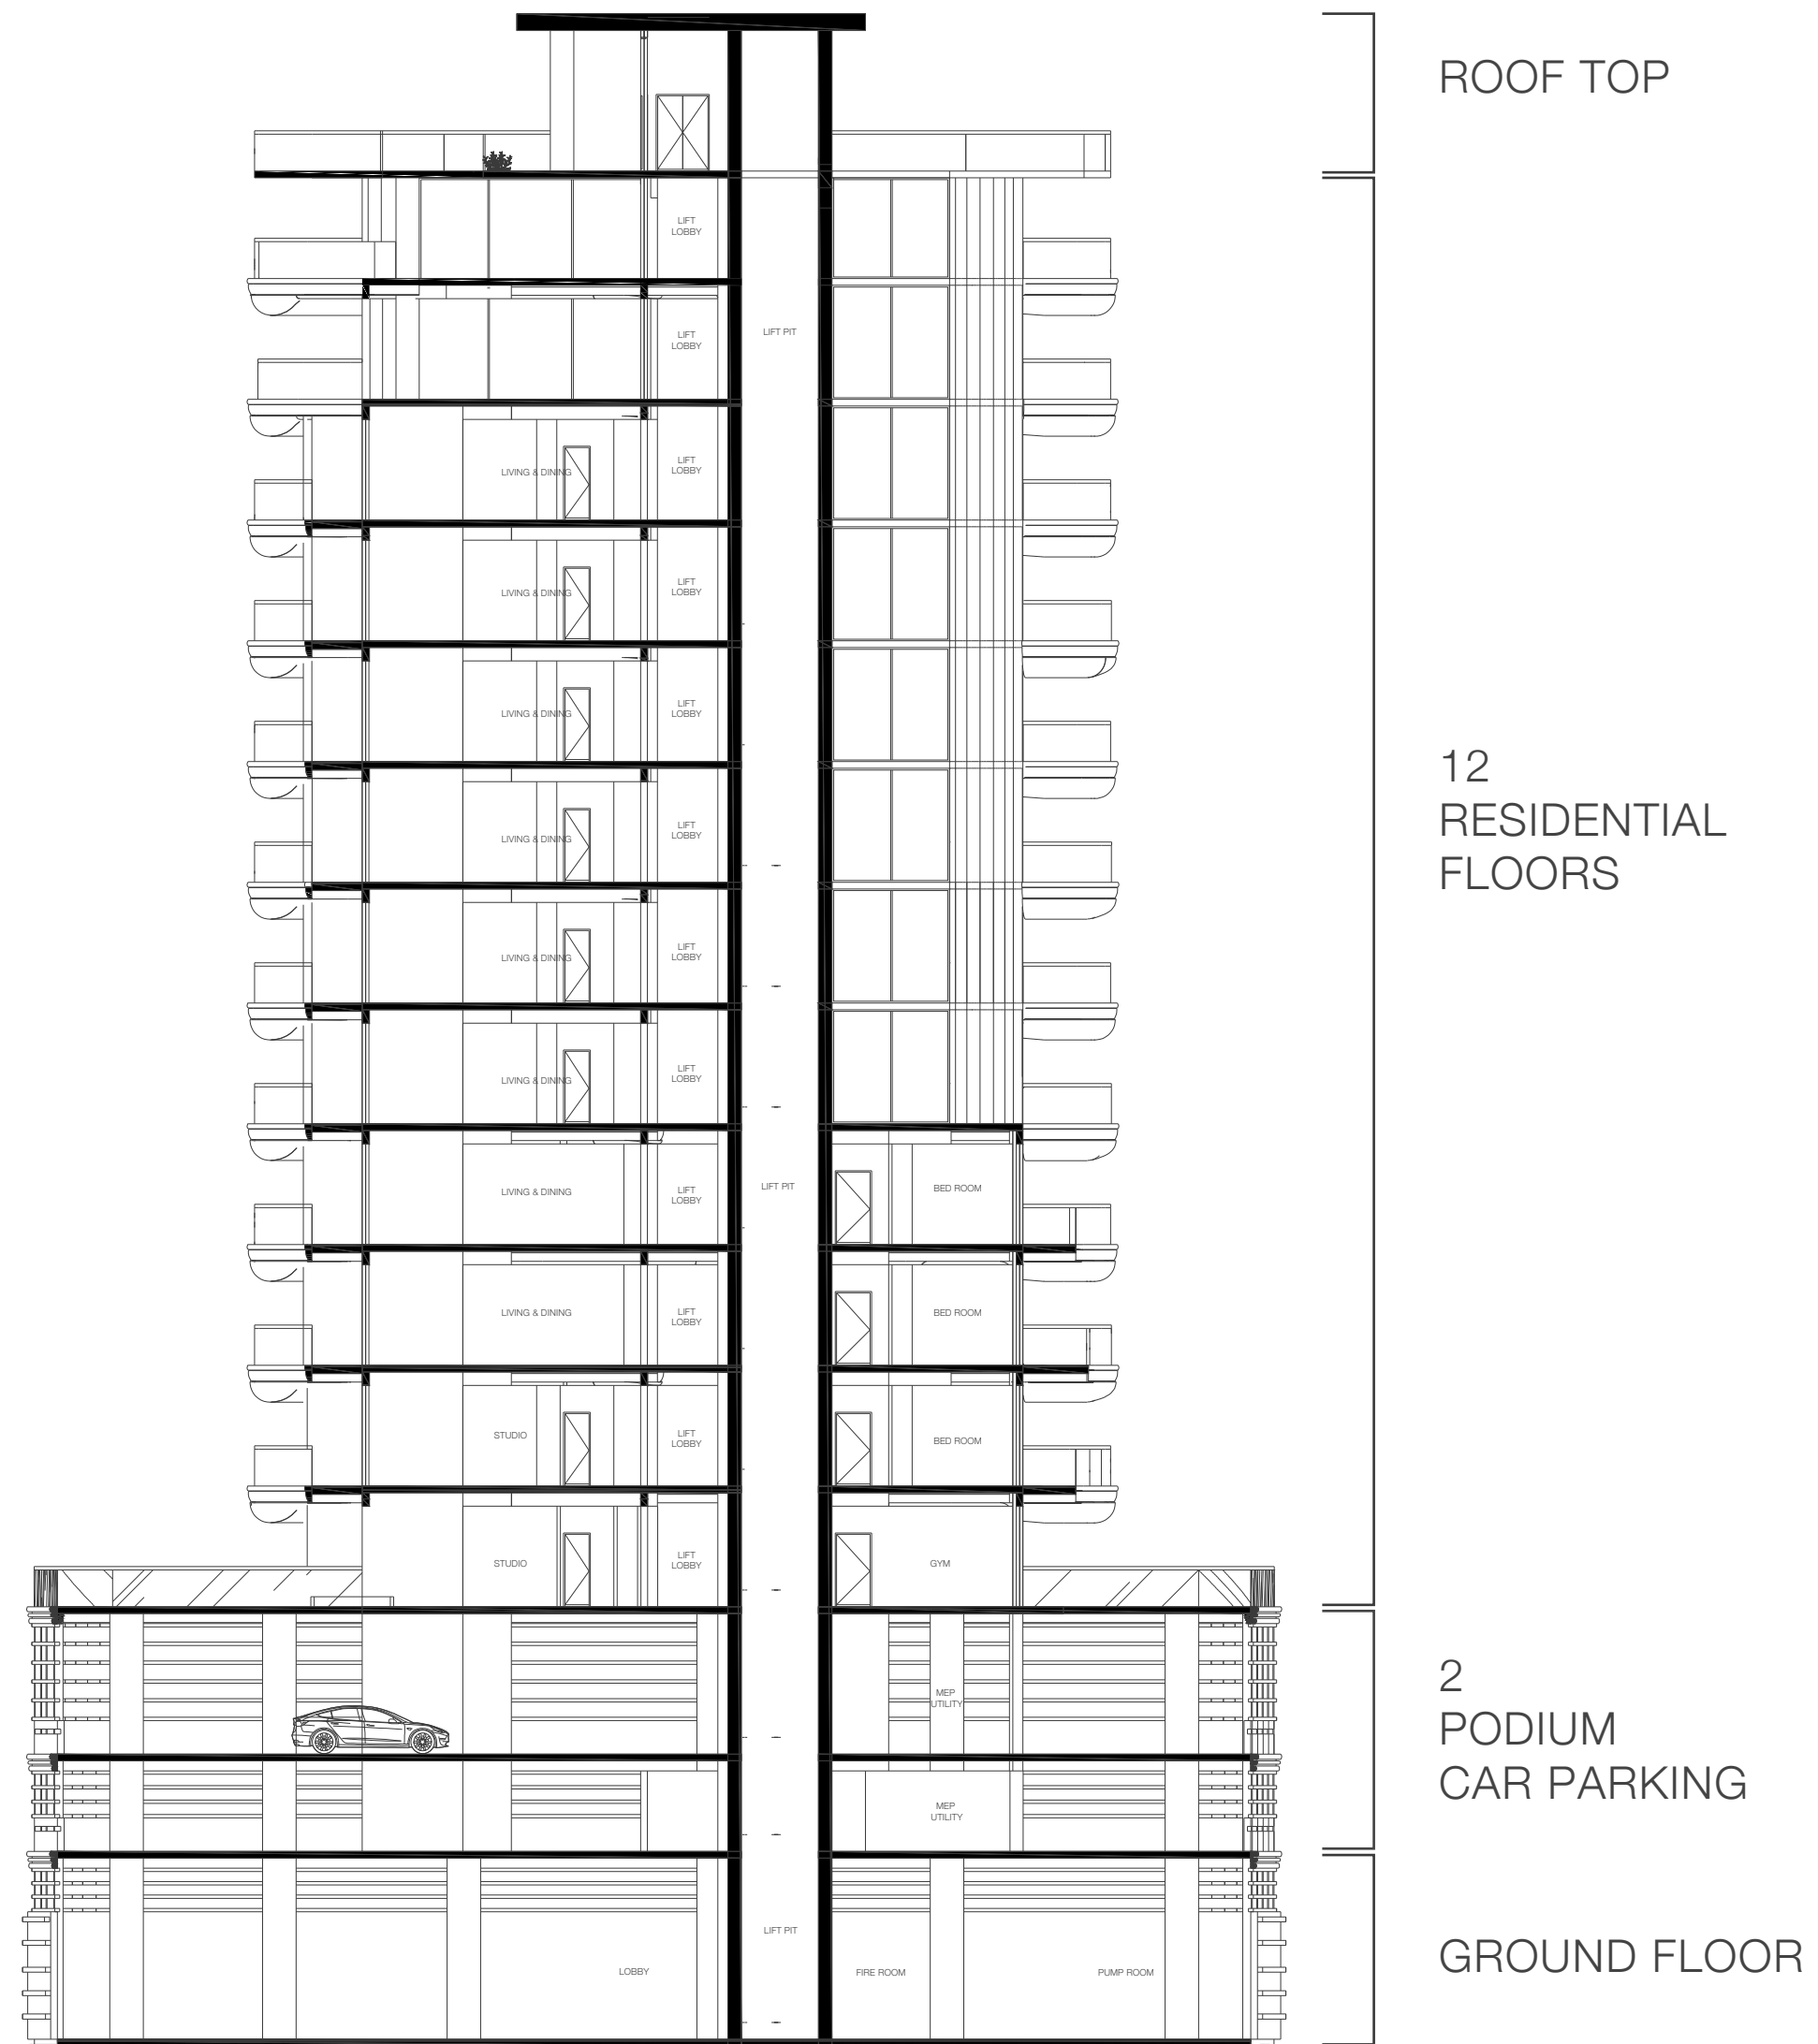 ROOF TOP
LIFT
LOBBY
LIFT
LOBBY
LIFT PIT
LIVING & DINING
LIFT
LOBBY
LIVING & DINING
LIFT
LOBBY
LIVING & DINING
LIFT
LOBBY
12
RESIDENTIAL
FLOORS
LIVING & DINING
LIFT
LOBBY
LIVING & DINING
LIFT
LOBBY
LIVING & DINING
LIFT
LOBBY
LIVING & DINING
LIFT
LOBBY
LIFT PIT
BED ROOM
LIVING & DINING
LIFT
LOBBY
BED ROOM
STUDIO
LIFT
LOBBY
BED ROOM
STUDIO
LIFT
LOBBY
GYM
MEP
UTILITY
2
PODIUM
CAR PARKING
MEP
UTILITY
LIFT PIT
GROUND FLOOR
LOBBY
FIRE ROOM
PUMP ROOM